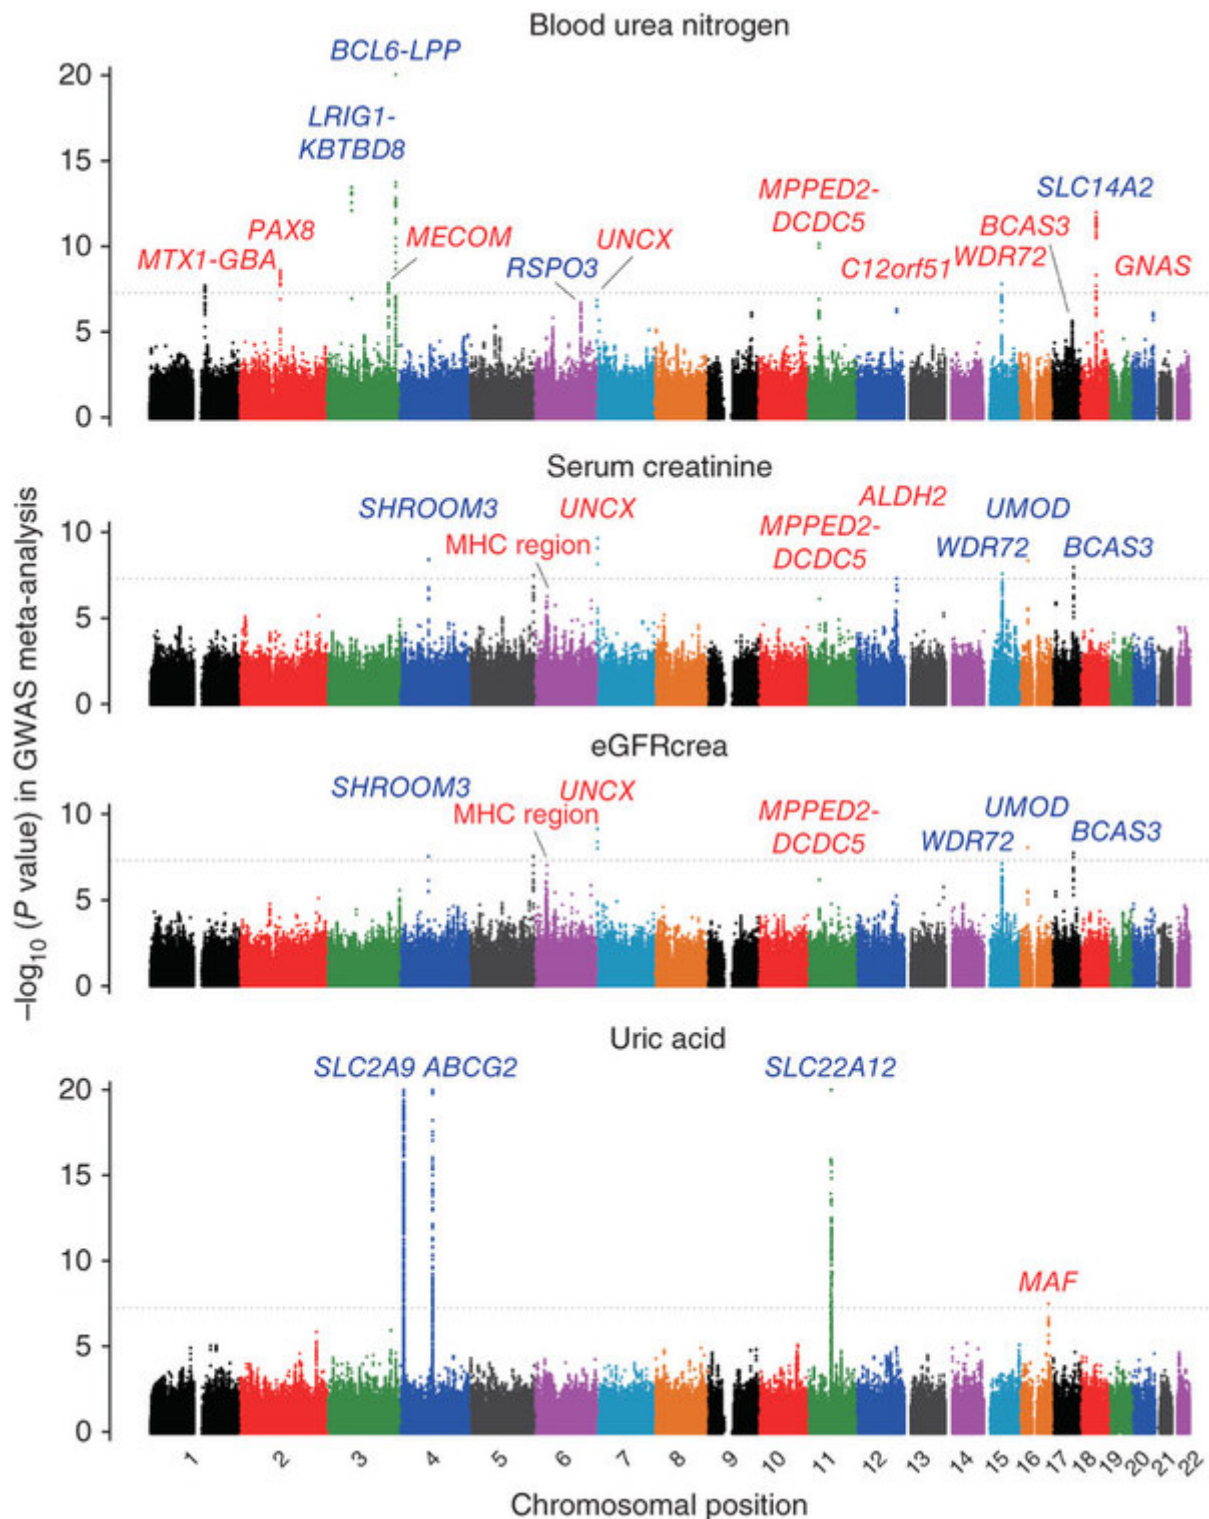 Blood urea nitrogen
BCL6-LPP
20
LRIG1-
KBTBD8
15
MPPED2-
DCDC5
SLC14A2
PAX8
MECOM
UNCX
BCAS3
10
MTX1-GBA
RSPO3
C12orf51
WDR72
GNAS
5
0
Serum creatinine
ALDH2
SHROOM3
UNCX
UMOD
10
MHC region
MPPED2-
DCDC5
WDR72
BCAS3
5
0
eGFRcrea
SHROOM3
UNCX
UMOD
10
MHC region
MPPED2-
DCDC5
WDR72
BCAS3
5
0
Uric acid
SLC2A9 ABCG2
SLC22A12
20
15
10
MAF
5
0
–log10 (P value) in GWAS meta-analysis
1 2 3 4 5 6 7 8 9 10 11 12 13 14 15 16 17 18 19 20 21 22
Chromosomal position